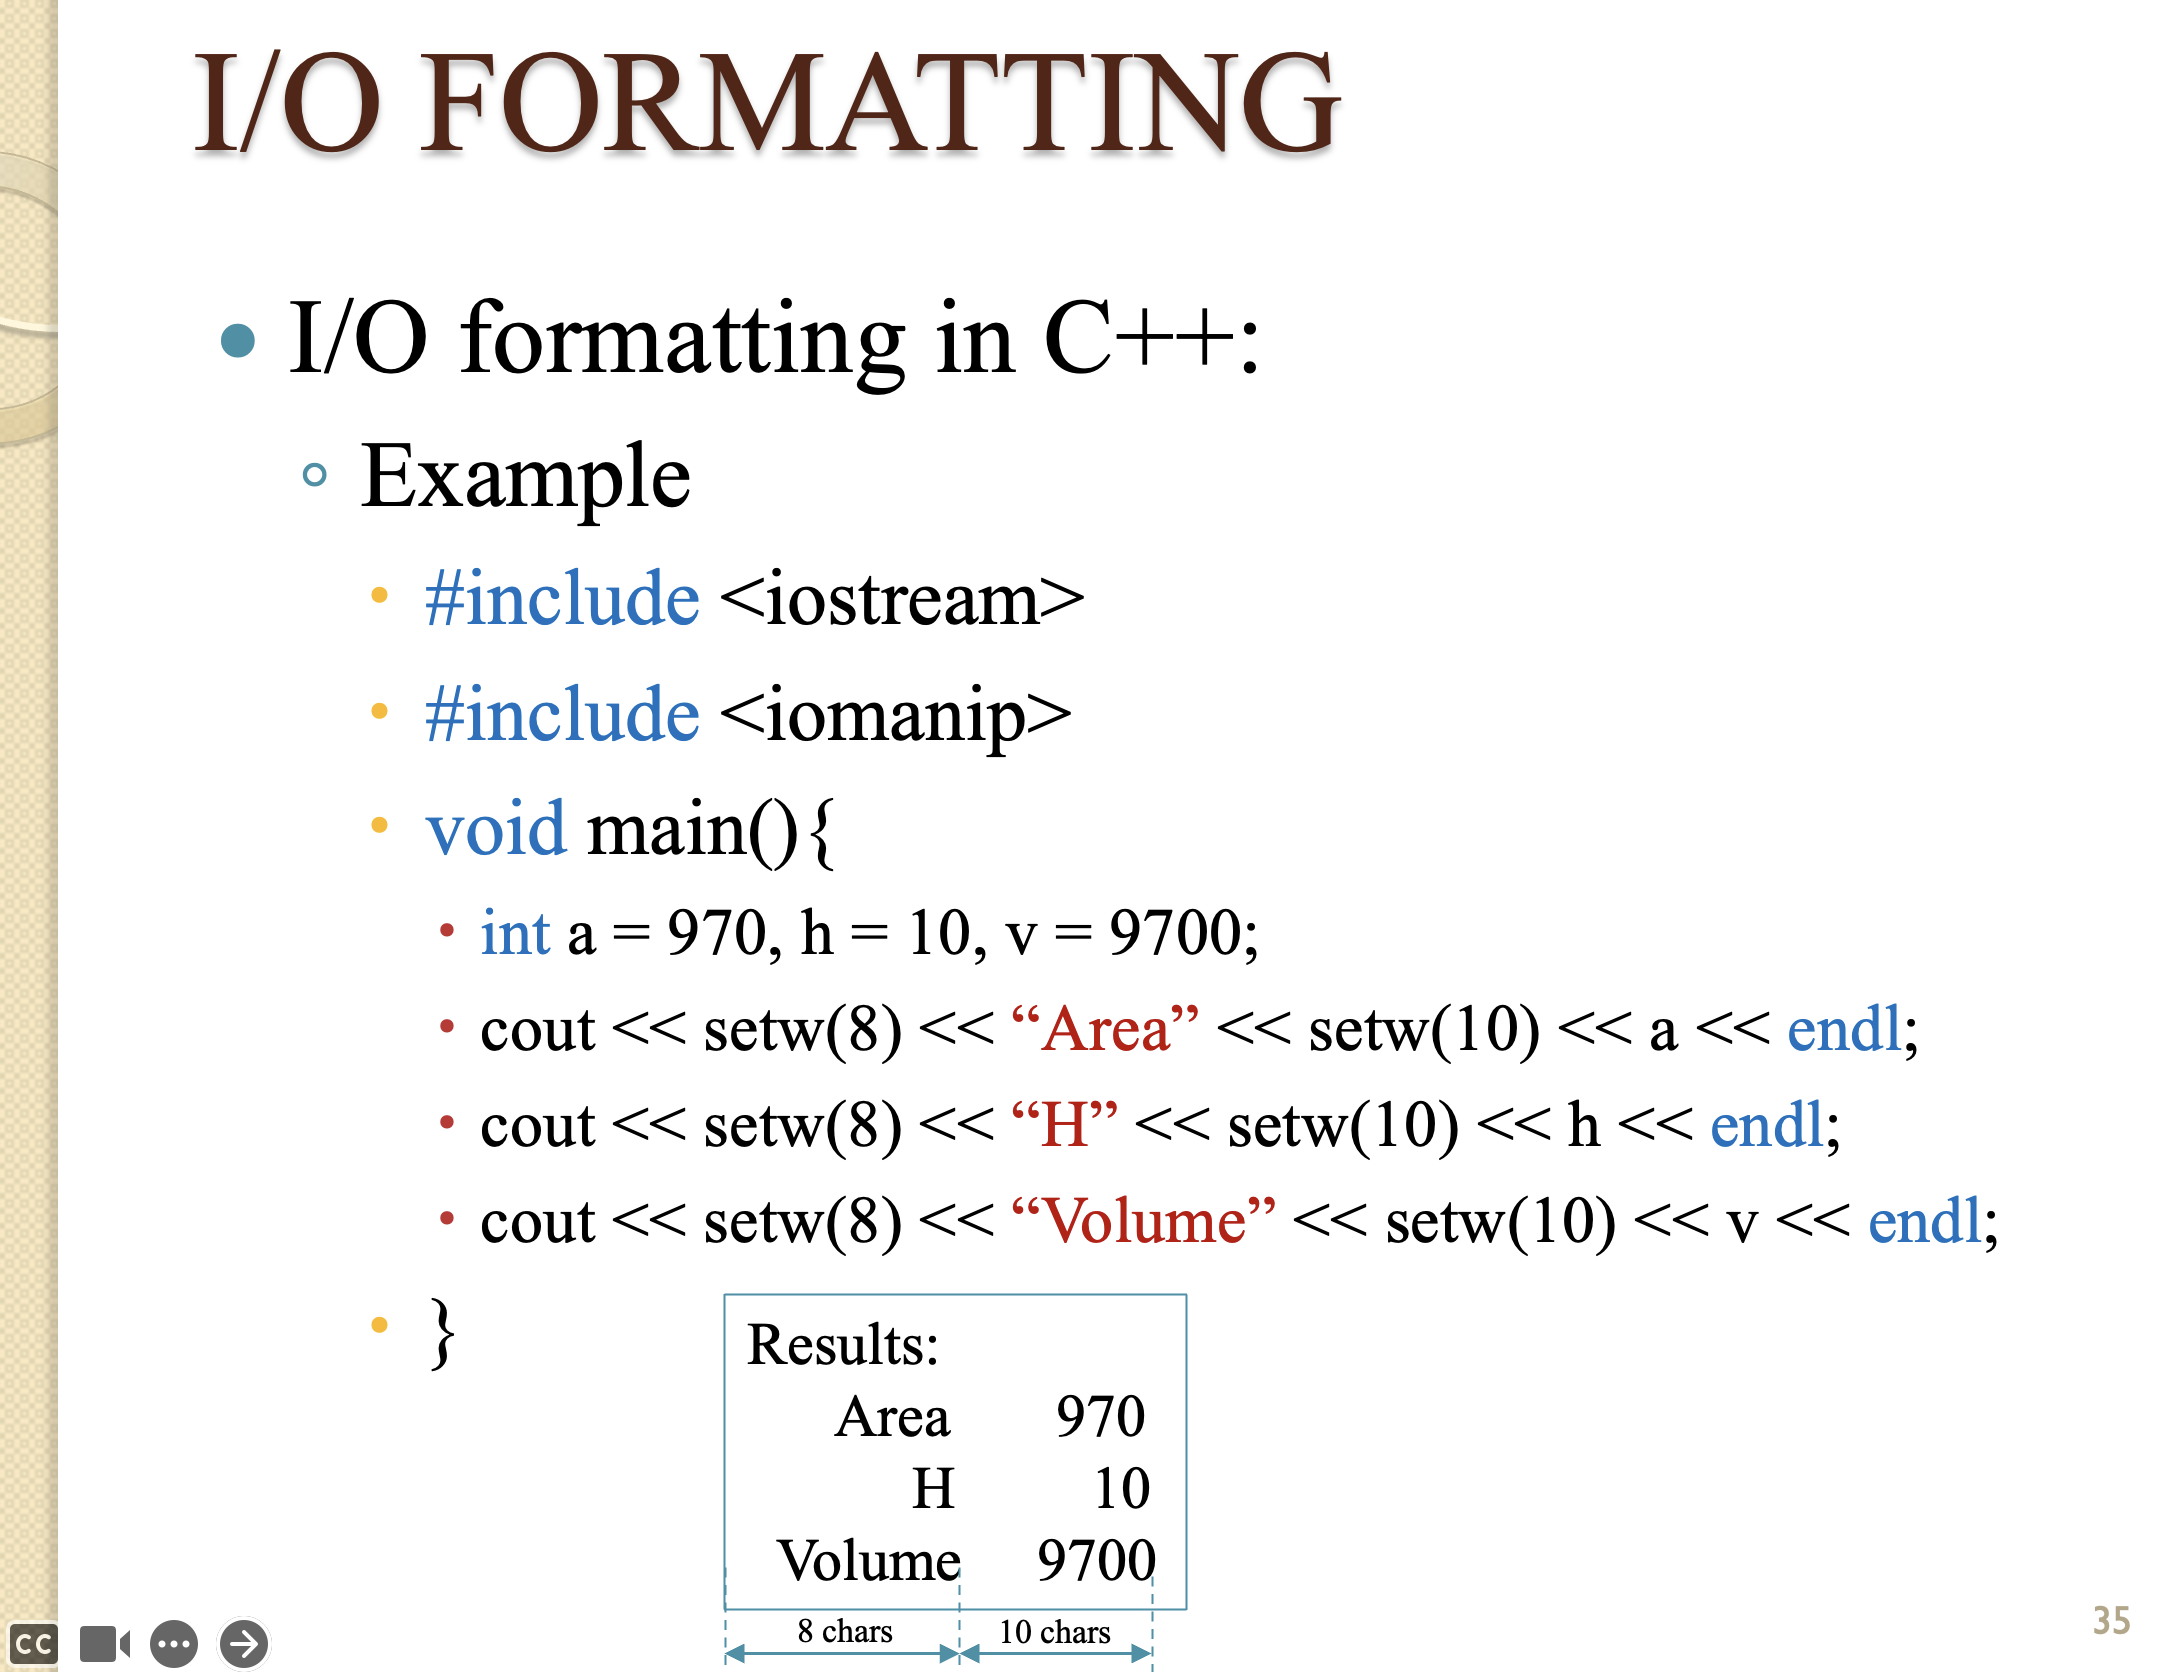 I/O FORMATTING
I/O formatting in C++:
Example
#include <iostream>
#include <iomanip>
void main(){
int a = 970, h = 10, v = 9700;
cout << setw(8) << “Area” << setw(10) << a << endl;
cout << setw(8) << “H” << setw(10) << h << endl;
cout << setw(8) << “Volume” << setw(10) << v << endl;
}
Results:
Area 970
H 10
Volume 9700
8 chars 10 chars
35
CC